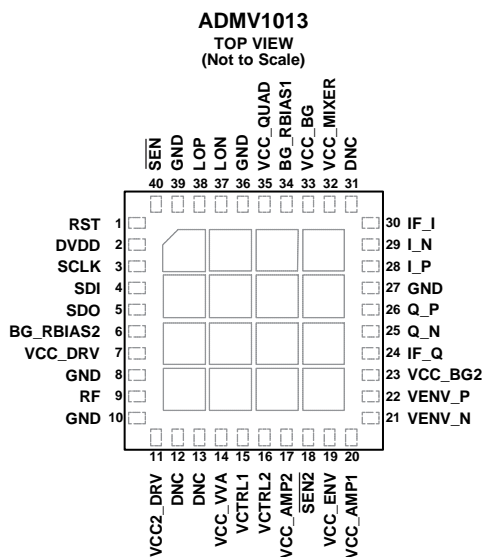 ADMV1013
TOP VIEW
(Not to Scale)
SEN
GND
LOP
LON
GND
VCC_QUAD
BG_RBIAS1
VCC_BG
VCC_MIXER
DNC
40 39 38 37 36 35 34 33 32 31
RST 1
DVDD 2
SCLK 3
SDI 4
SDO 5
BG_RBIAS2 6
VCC_DRV 7
GND 8
RF 9
GND 10
30 IF_I
29 I_N
28 I_P
27 GND
26 Q_P
25 Q_N
24 IF_Q
23 VCC_BG2
22 VENV_P
21 VENV_N
11 12 13 14 15 16 17 18 19 20
VCC2_DRV
DNC
DNC
VCC_VVA
VCTRL1
VCTRL2
VCC_AMP2
SEN2
VCC_ENV
VCC_AMP1